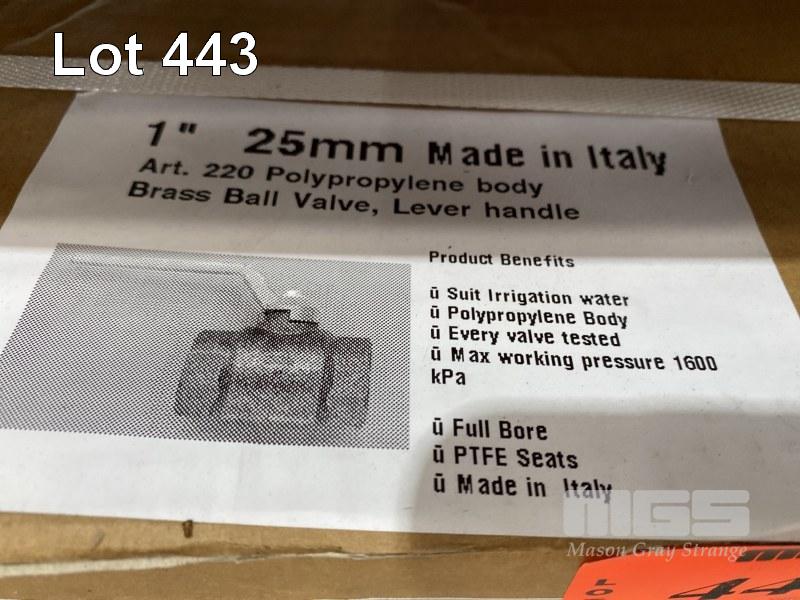 Lot 443
1" 25mm Made in Italy
Art. 220 Polypropylene body
Brass Ball Valve, Lever handle
Product Benefits
ū Suit Irrigation water
ū Polypropylene Body
ū Every valve tested
ū Max working pressure 1600
kPa
ū Full Bore
ū PTFE Seats
ū Made in Italy
MGS
Mason Gray Strange
LO
44